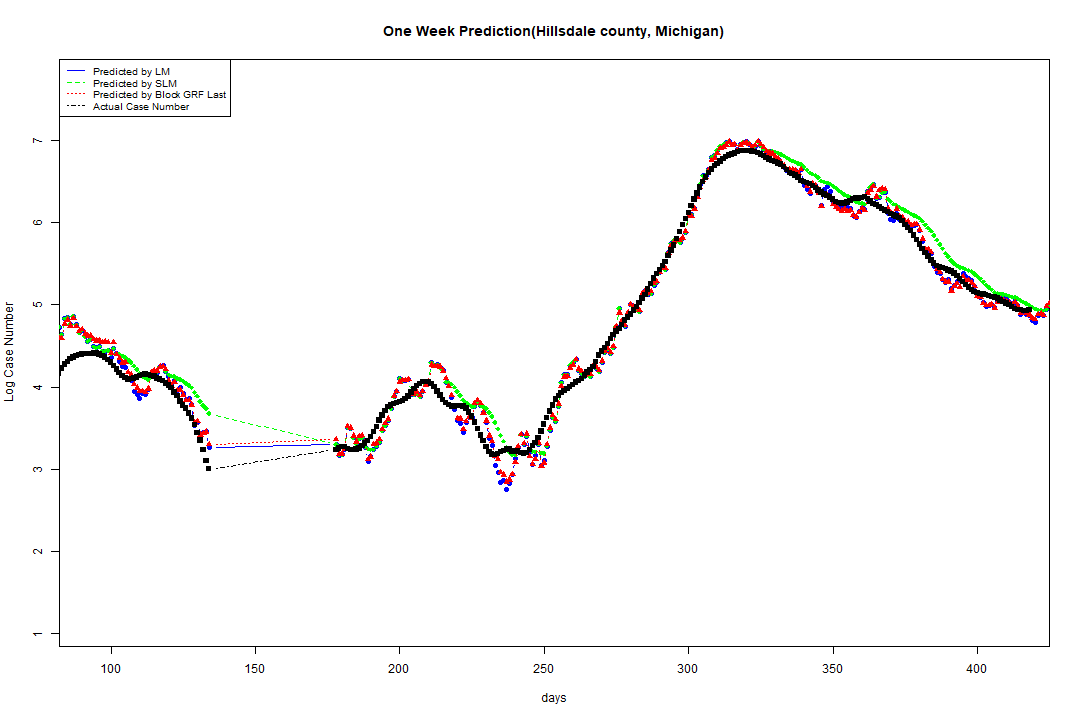 One Week Prediction(Hillsdale county, Michigan)
Predicted by LM
Predicted by SLM
Predicted by Block GRF Last
Actual Case Number
Log Case Number
7
6
5
4
3
2
1
100 150 200 250 300 350 400
days